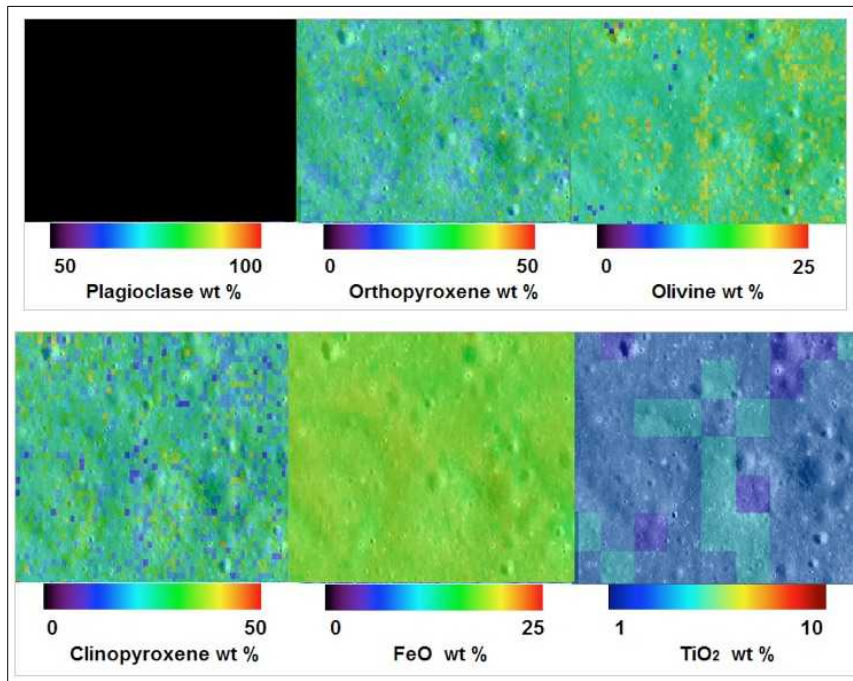 50 100
Plagioclase wt %
0 50
Orthopyroxene wt %
0 25
Olivine wt %
0 50
Clinopyroxene wt %
0 25
FeO wt %
1 10
TiO₂ wt %